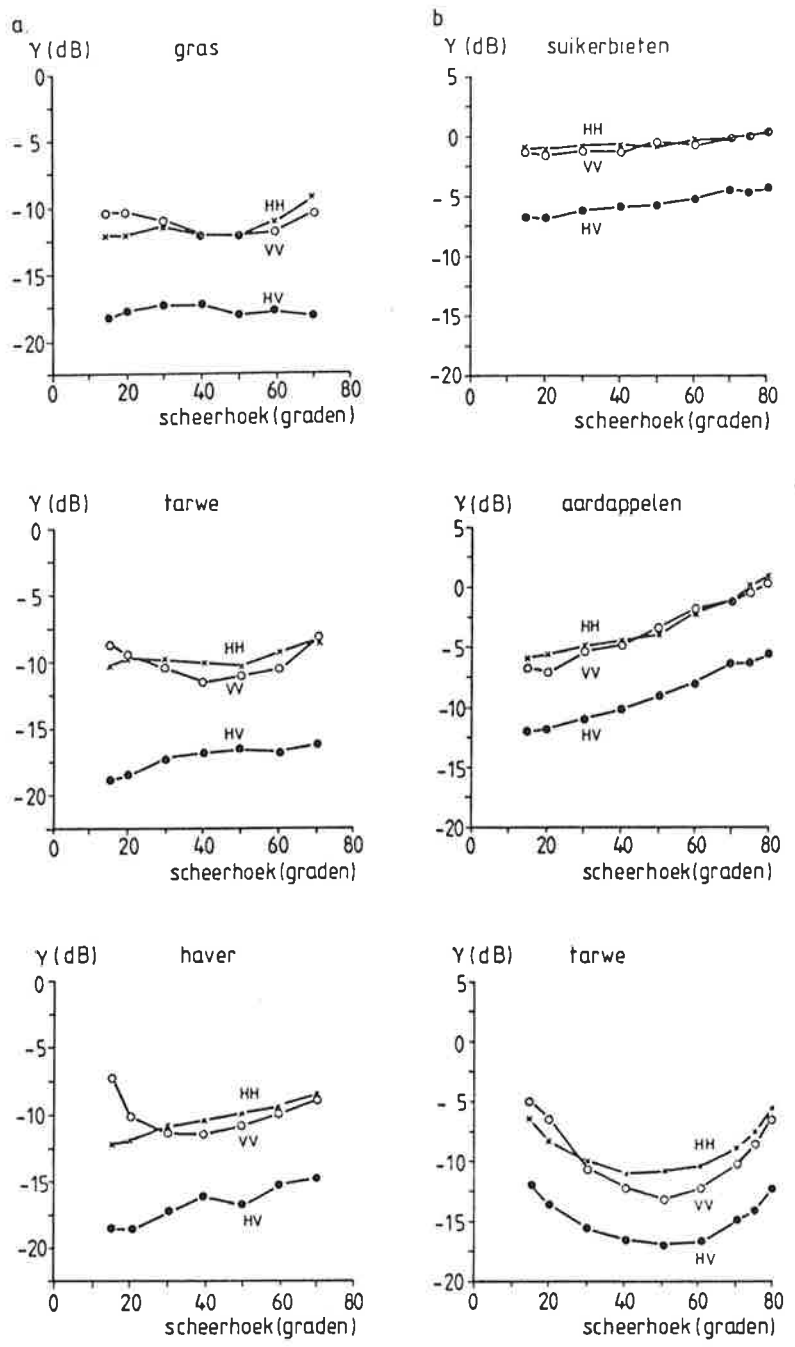 a.
γ (dB) gras
0
-5
-10
-15
-20
HH
VV
HV
0 20 40 60 80
scheerhoek (graden)
b
γ (dB) suikerbieten
5
0
-5
-10
-15
-20
HH
VV
HV
0 20 40 60 80
scheerhoek (graden)
γ (dB) tarwe
0
-5
-10
-15
-20
HH
VV
HV
0 20 40 60 80
scheerhoek (graden)
γ (dB) aardappelen
5
0
-5
-10
-15
-20
HH
VV
HV
0 20 40 60 80
scheerhoek (graden)
γ (dB) haver
0
-5
-10
-15
-20
HH
VV
HV
0 20 40 60 80
scheerhoek (graden)
γ (dB) tarwe
5
0
-5
-10
-15
-20
HH
VV
HV
0 20 40 60 80
scheerhoek (graden)